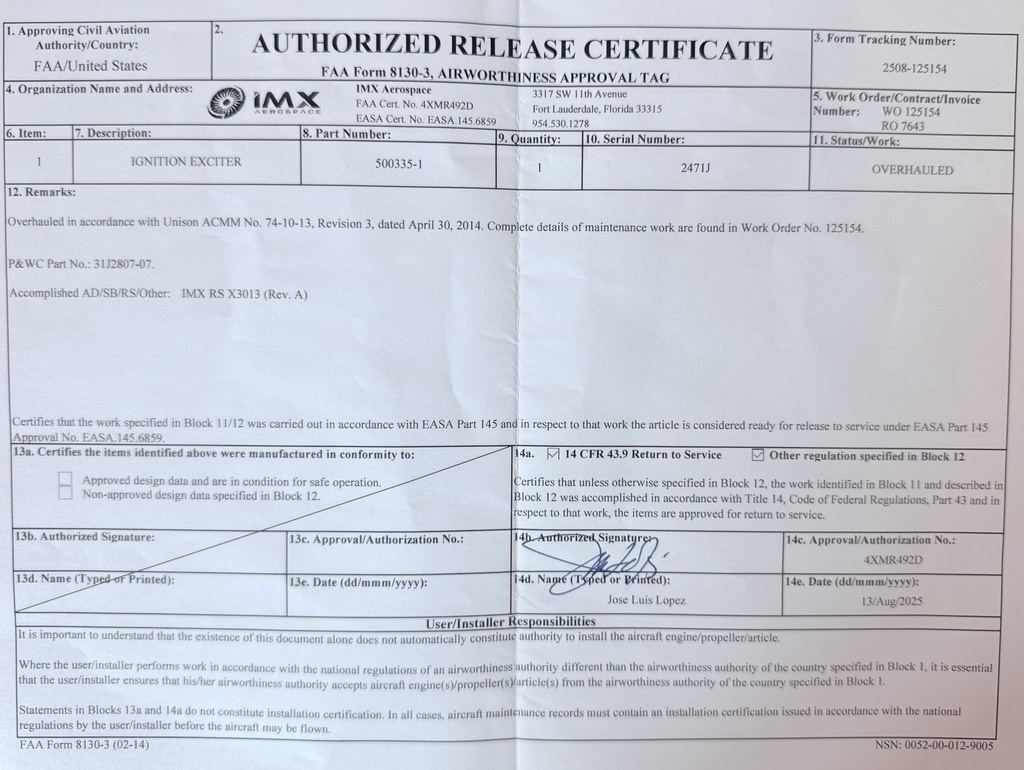 1. Approving Civil Aviation
Authority/Country:
FAA/United States
2.
AUTHORIZED RELEASE CERTIFICATE
FAA Form 8130-3, AIRWORTHINESS APPROVAL TAG
3. Form Tracking Number:
2508-125154
4. Organization Name and Address:
IMX
AEROSPACE
IMX Aerospace
FAA Cert. No. 4XMR492D
EASA Cert. No. EASA.145.6859
3317 SW 11th Avenue
Fort Lauderdale, Florida 33315
954.530.1278
5. Work Order/Contract/Invoice
Number: WO 125154
RO 7643
6. Item:
7. Description:
8. Part Number:
9. Quantity:
10. Serial Number:
11. Status/Work:
1
IGNITION EXCITER
500335-1
1
2471J
OVERHAULED
12. Remarks:
Overhauled in accordance with Unison ACMM No. 74-10-13, Revision 3, dated April 30, 2014. Complete details of maintenance work are found in Work Order No. 125154.
P&WC Part No.: 31J2807-07.
Accomplished AD/SB/RS/Other: IMX RS X3013 (Rev. A)
Certifies that the work specified in Block 11/12 was carried out in accordance with EASA Part 145 and in respect to that work the article is considered ready for release to service under EASA Part 145
Approval No. EASA.145.6859.
13a. Certifies the items identified above were manufactured in conformity to:
Approved design data and are in condition for safe operation.
Non-approved design data specified in Block 12.
14a. 14 CFR 43.9 Return to Service Other regulation specified in Block 12
Certifies that unless otherwise specified in Block 12, the work identified in Block 11 and described in
Block 12 was accomplished in accordance with Title 14, Code of Federal Regulations, Part 43 and in
respect to that work, the items are approved for return to service.
13b. Authorized Signature:
13c. Approval/Authorization No.:
14b. Authorized Signature:
14c. Approval/Authorization No.:
4XMR492D
13d. Name (Typed or Printed):
13e. Date (dd/mmm/yyyy):
14d. Name (Typed or Printed):
Jose Luis Lopez
14e. Date (dd/mmm/yyyy):
13/Aug/2025
User/Installer Responsibilities
It is important to understand that the existence of this document alone does not automatically constitute authority to install the aircraft engine/propeller/article.
Where the user/installer performs work in accordance with the national regulations of an airworthiness authority different than the airworthiness authority of the country specified in Block 1, it is essential
that the user/installer ensures that his/her airworthiness authority accepts aircraft engine(s)/propeller(s)/article(s) from the airworthiness authority of the country specified in Block 1.
Statements in Blocks 13a and 14a do not constitute installation certification. In all cases, aircraft maintenance records must contain an installation certification issued in accordance with the national
regulations by the user/installer before the aircraft may be flown.
FAA Form 8130-3 (02-14)
NSN: 0052-00-012-9005